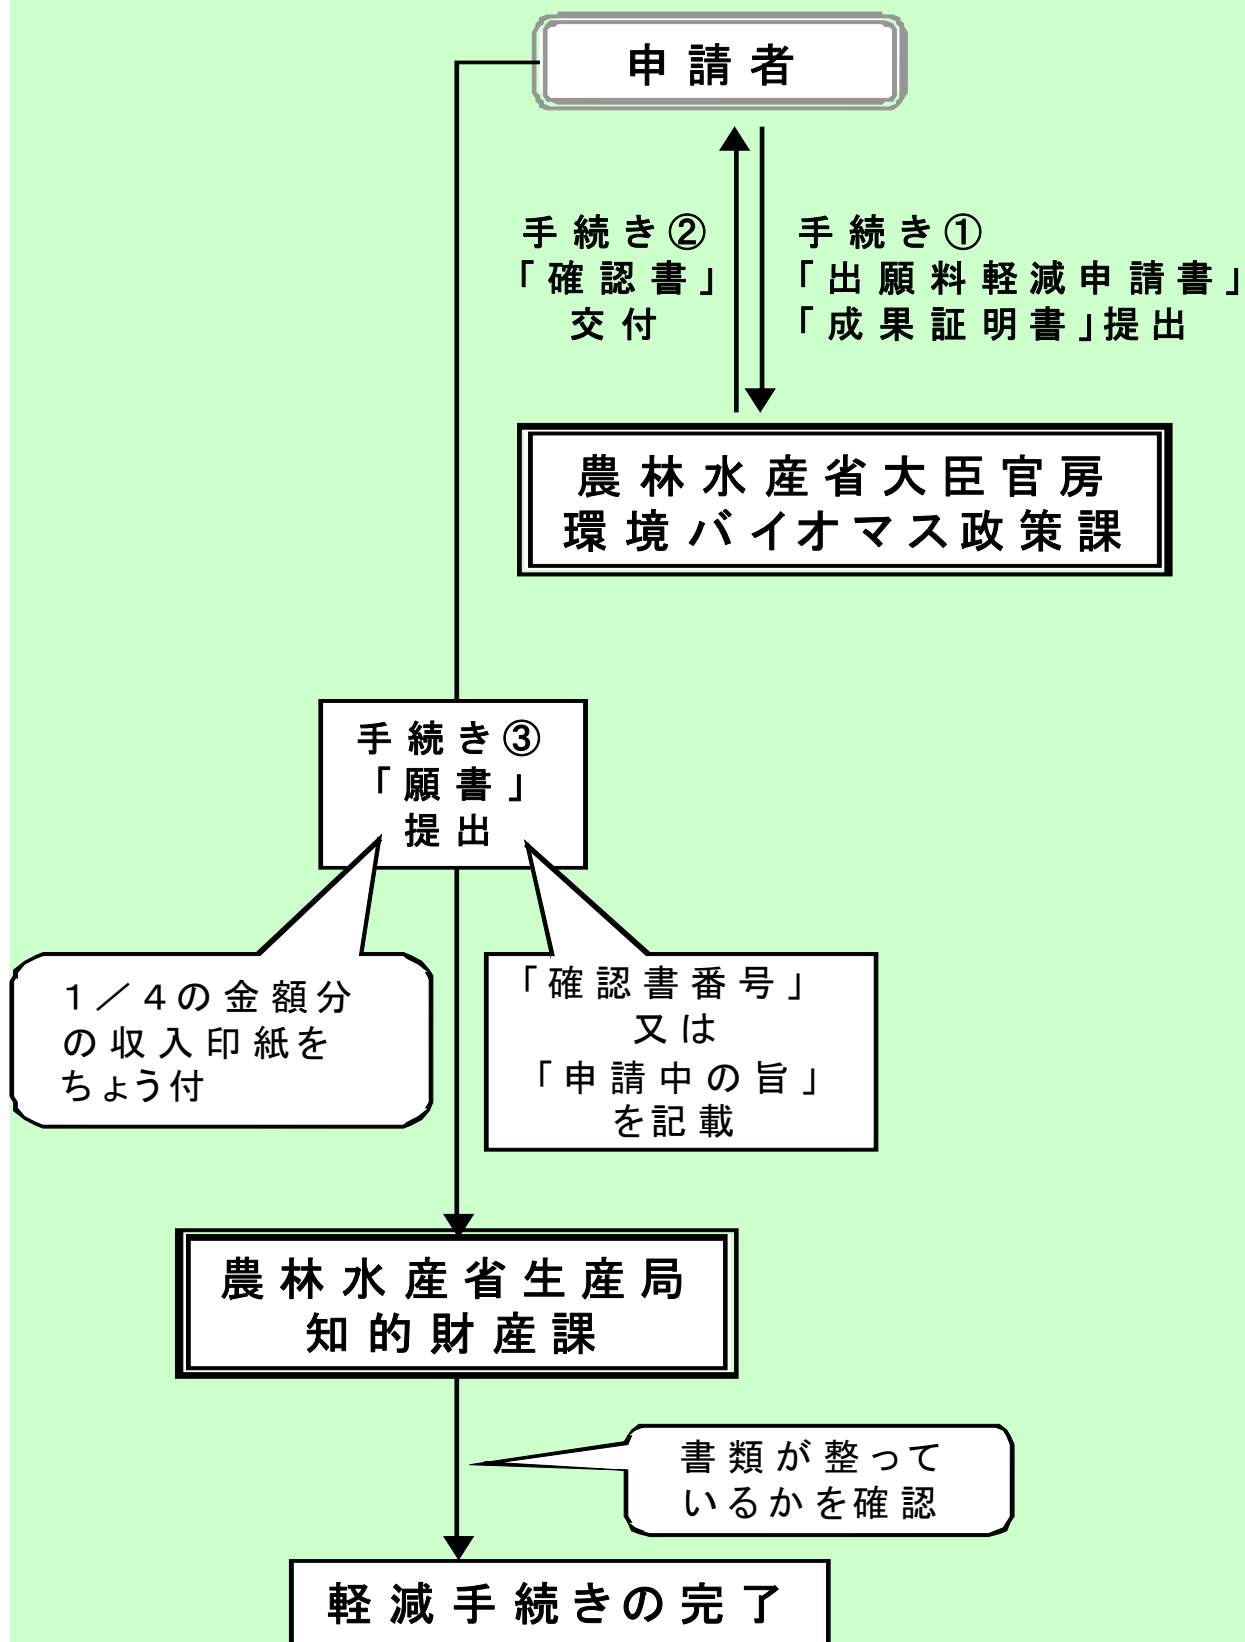 申請者
手続き②
「確認書」
交付
手続き①
「出願料軽減申請書」
「成果証明書」提出
農林水産省大臣官房
環境バイオマス政策課
手続き③
「願書」
提出
1/4の金額分
の収入印紙を
ちょう付
「確認書番号」
又は
「申請中の旨」
を記載
農林水産省生産局
知的財産課
書類が整って
いるかを確認
軽減手続きの完了